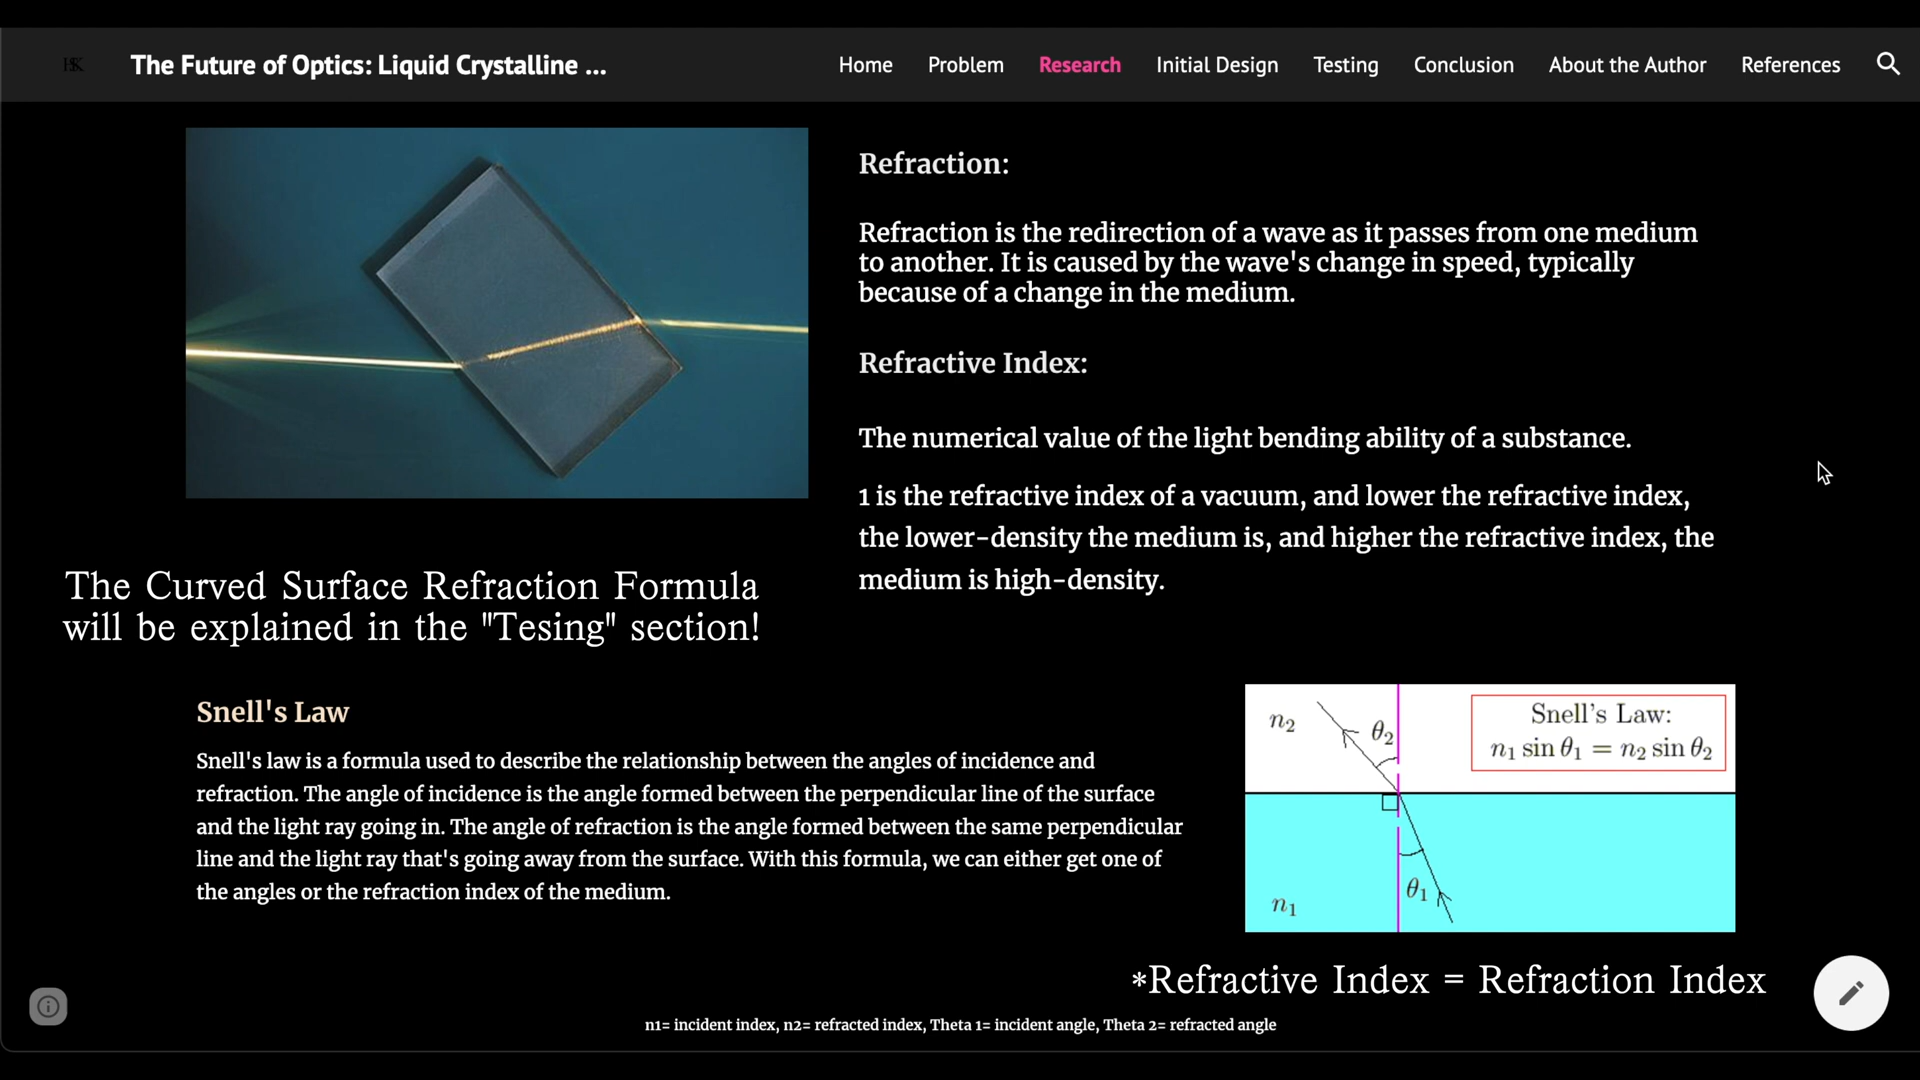 The Future of Optics: Liquid Crystalline ...
Home
Problem
Research
Initial Design
Testing
Conclusion
About the Author
References
Refraction:
Refraction is the redirection of a wave as it passes from one medium
to another. It is caused by the wave's change in speed, typically
because of a change in the medium.
Refractive Index:
The numerical value of the light bending ability of a substance.
1 is the refractive index of a vacuum, and lower the refractive index,
the lower-density the medium is, and higher the refractive index, the
medium is high-density.
The Curved Surface Refraction Formula
will be explained in the "Tesing" section!
Snell's Law
Snell's law is a formula used to describe the relationship between the angles of incidence and
refraction. The angle of incidence is the angle formed between the perpendicular line of the surface
and the light ray going in. The angle of refraction is the angle formed between the same perpendicular
line and the light ray that's going away from the surface. With this formula, we can either get one of
the angles or the refraction index of the medium.
n₂
θ₂
Snell's Law:
n₁ sin θ₁ = n₂ sin θ₂
θ₁
n₁
*Refractive Index = Refraction Index
n1= incident index, n2= refracted index, Theta 1= incident angle, Theta 2= refracted angle